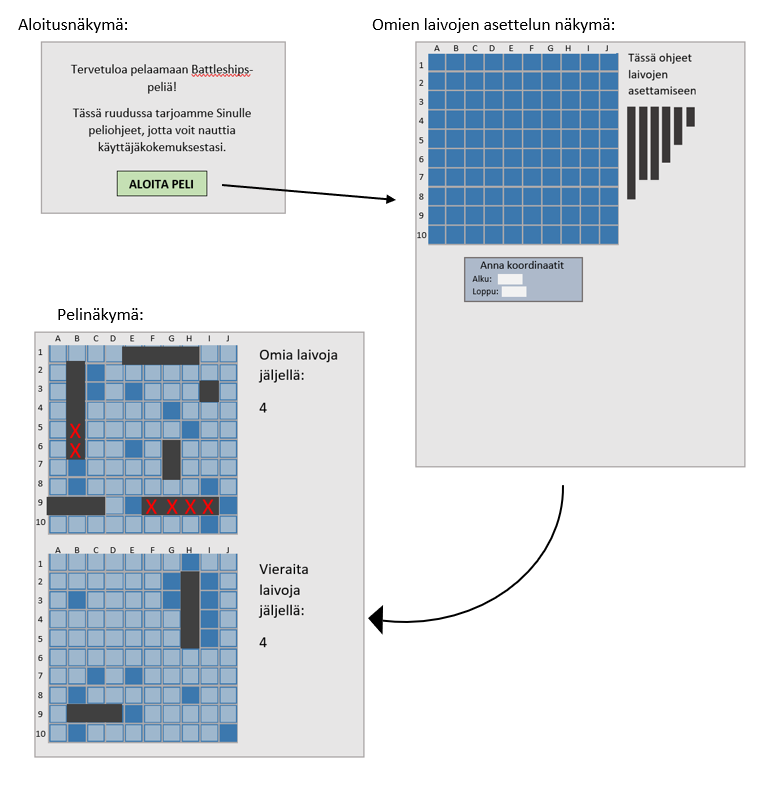 Aloitusnäkymä:
Tervetuloa pelaamaan Battleships-
peliä!
Tässä ruudussa tarjoamme Sinulle
peliohjeet, jotta voit nauttia
käyttäjäkokemuksestasi.
ALOITA PELI
Omien laivojen asettelun näkymä:
A B C D E F G H I J
1
2
3
4
5
6
7
8
9
10
Tässä ohjeet
laivojen
asettamiseen
Anna koordinaatit
Alku:
Loppu:
Pelinäkymä:
A B C D E F G H I J
1
2
3
4
5
6
7
8
9
10
X
X
X X X X
Omia laivoja
jäljellä:
4
A B C D E F G H I J
1
2
3
4
5
6
7
8
9
10
Vieraita
laivoja
jäljellä:
4